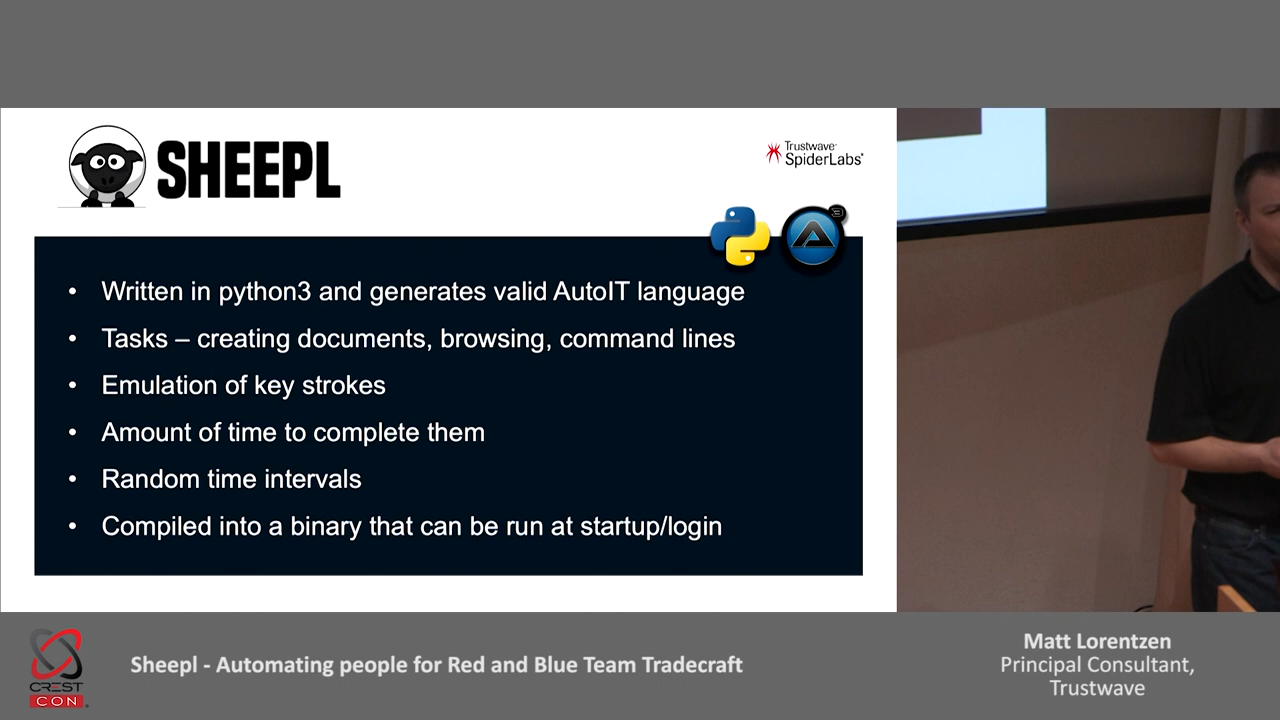 SHEEPL
Trustwave
SpiderLabs®
• Written in python3 and generates valid AutoIT language
• Tasks – creating documents, browsing, command lines
• Emulation of key strokes
• Amount of time to complete them
• Random time intervals
• Compiled into a binary that can be run at startup/login
CREST
CON
Sheepl - Automating people for Red and Blue Team Tradecraft
Matt Lorentzen
Principal Consultant,
Trustwave